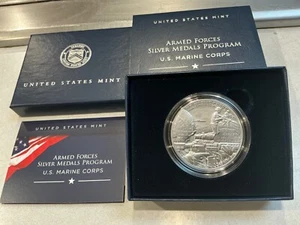 UNITED STATES MINT
ARMED FORCES
SILVER MEDALS PROGRAM
U.S. MARINE CORPS
UNITED STATES MINT
UNITED STATES MINT
ARMED FORCES
SILVER MEDALS PROGRAM
U.S. MARINE CORPS